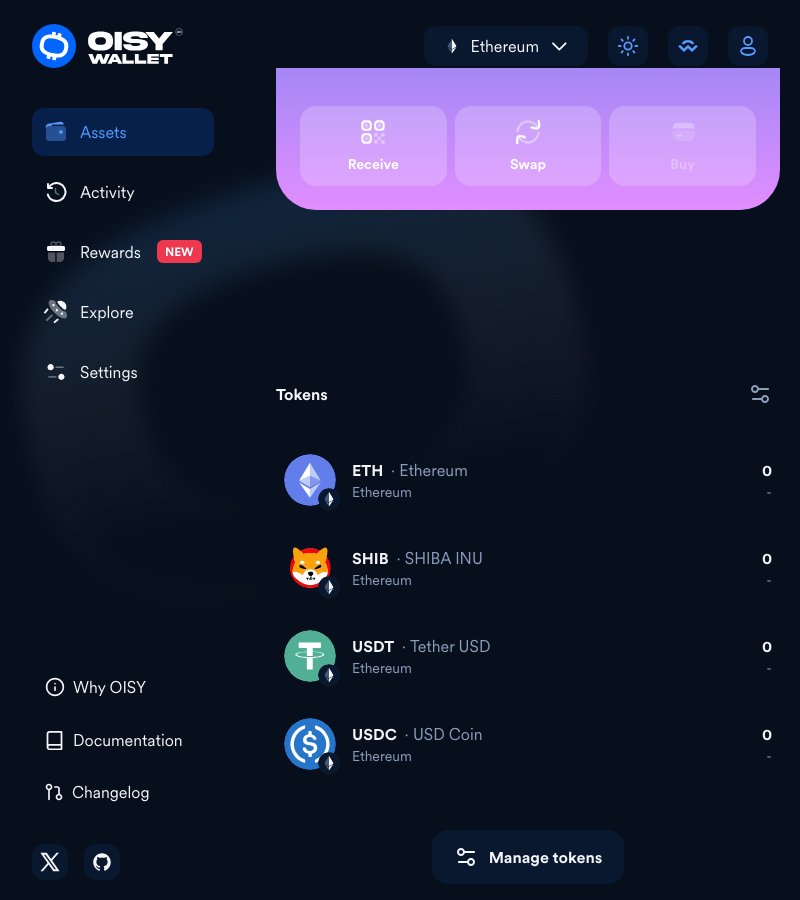 OISY
WALLET
Ethereum
Assets
Activity
Rewards NEW
Explore
Settings
Why OISY
Documentation
Changelog
Receive
Swap
Buy
Tokens
ETH · Ethereum 0
Ethereum -
SHIB · SHIBA INU 0
Ethereum -
USDT · Tether USD 0
Ethereum -
USDC · USD Coin 0
Ethereum -
Manage tokens